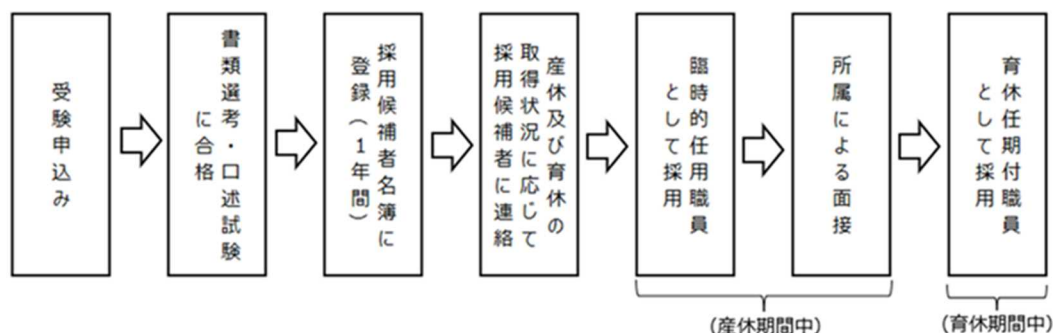 受験申込み
書類選考・口述試験
に合格
採用候補者名簿に
登録（１年間）
産休及び育休の
取得状況に応じて
採用候補者に連絡
臨時的任用職員
として採用
所属による面接
育休任期付職員
として採用
（産休期間中）
（育休期間中）